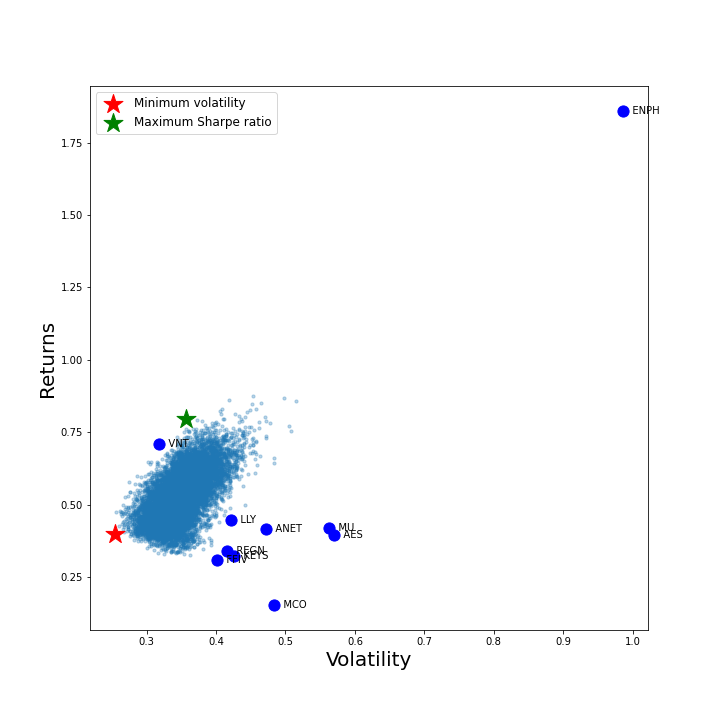 Minimum volatility
Maximum Sharpe ratio
ENPH
1.75
1.50
1.25
1.00
0.75
0.50
0.25
Returns
VNT
LLY
ANET
MU
AES
REGN
KEYS
MCO
0.3
0.4
0.5
0.6
0.7
0.8
0.9
1.0
Volatility